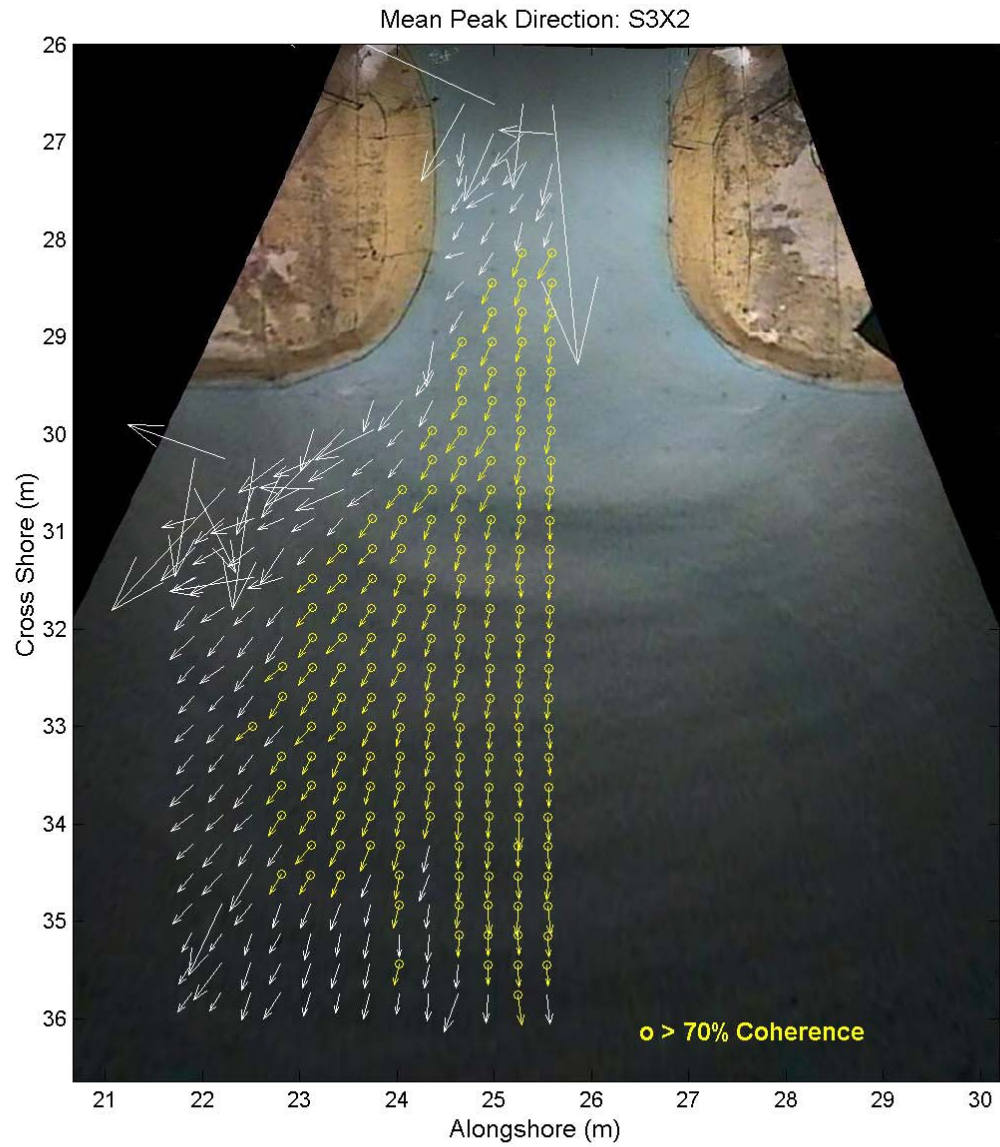 Mean Peak Direction: S3X2
26
27
28
29
30
31
32
33
34
35
36
Cross Shore (m)
o > 70% Coherence
21 22 23 24 25 26 27 28 29 30
Alongshore (m)